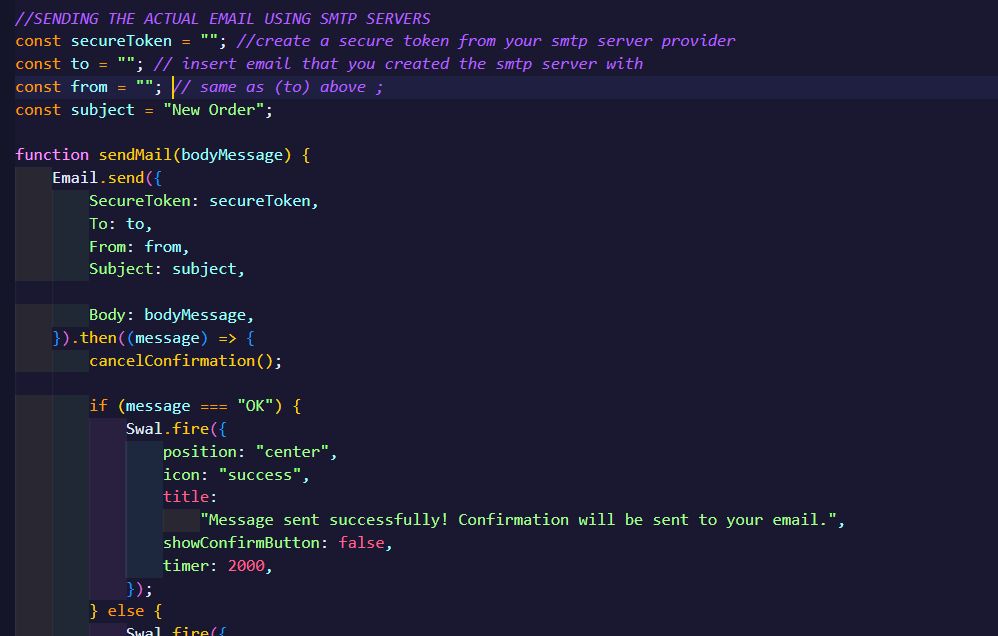 //SENDING THE ACTUAL EMAIL USING SMTP SERVERS
const secureToken = ""; //create a secure token from your smtp server provider
const to = ""; // insert email that you created the smtp server with
const from = ""; // same as (to) above ;
const subject = "New Order";

function sendMail(bodyMessage) {
    Email.send({
        SecureToken: secureToken,
        To: to,
        From: from,
        Subject: subject,

        Body: bodyMessage,
    }).then((message) => {
        cancelConfirmation();

        if (message === "OK") {
            Swal.fire({
                position: "center",
                icon: "success",
                title:
                    "Message sent successfully! Confirmation will be sent to your email.",
                showConfirmButton: false,
                timer: 2000,
            });
        } else {
            Swal.fire({